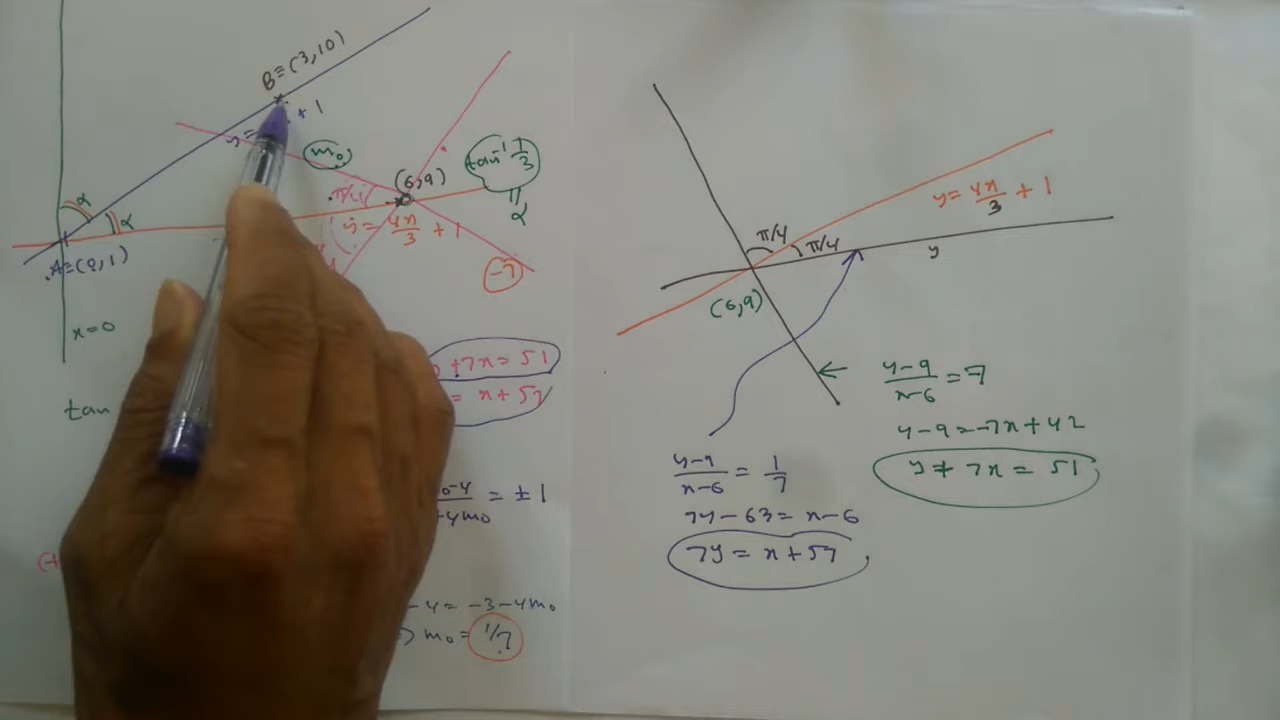 B≡(3,10)
+ 1
y=
m₀
tan⁻¹ 1/3
(6,9)
π/4
α
α
=
α
y= 4x/3 + 1
A=(0,1)
-7
x=0
+7x=51
= x+57
tan
-4/+4m₀ = ±1
-4= -3-4m₀
m₀= 1/7
π/4
π/4
y= 4x/3 + 1
y
(6,9)
y-9/x-6 =7
y-9=-7x+42
y+7x= 51
y-9/x-6 = 1/7
7y-63= x-6
7y= x+57